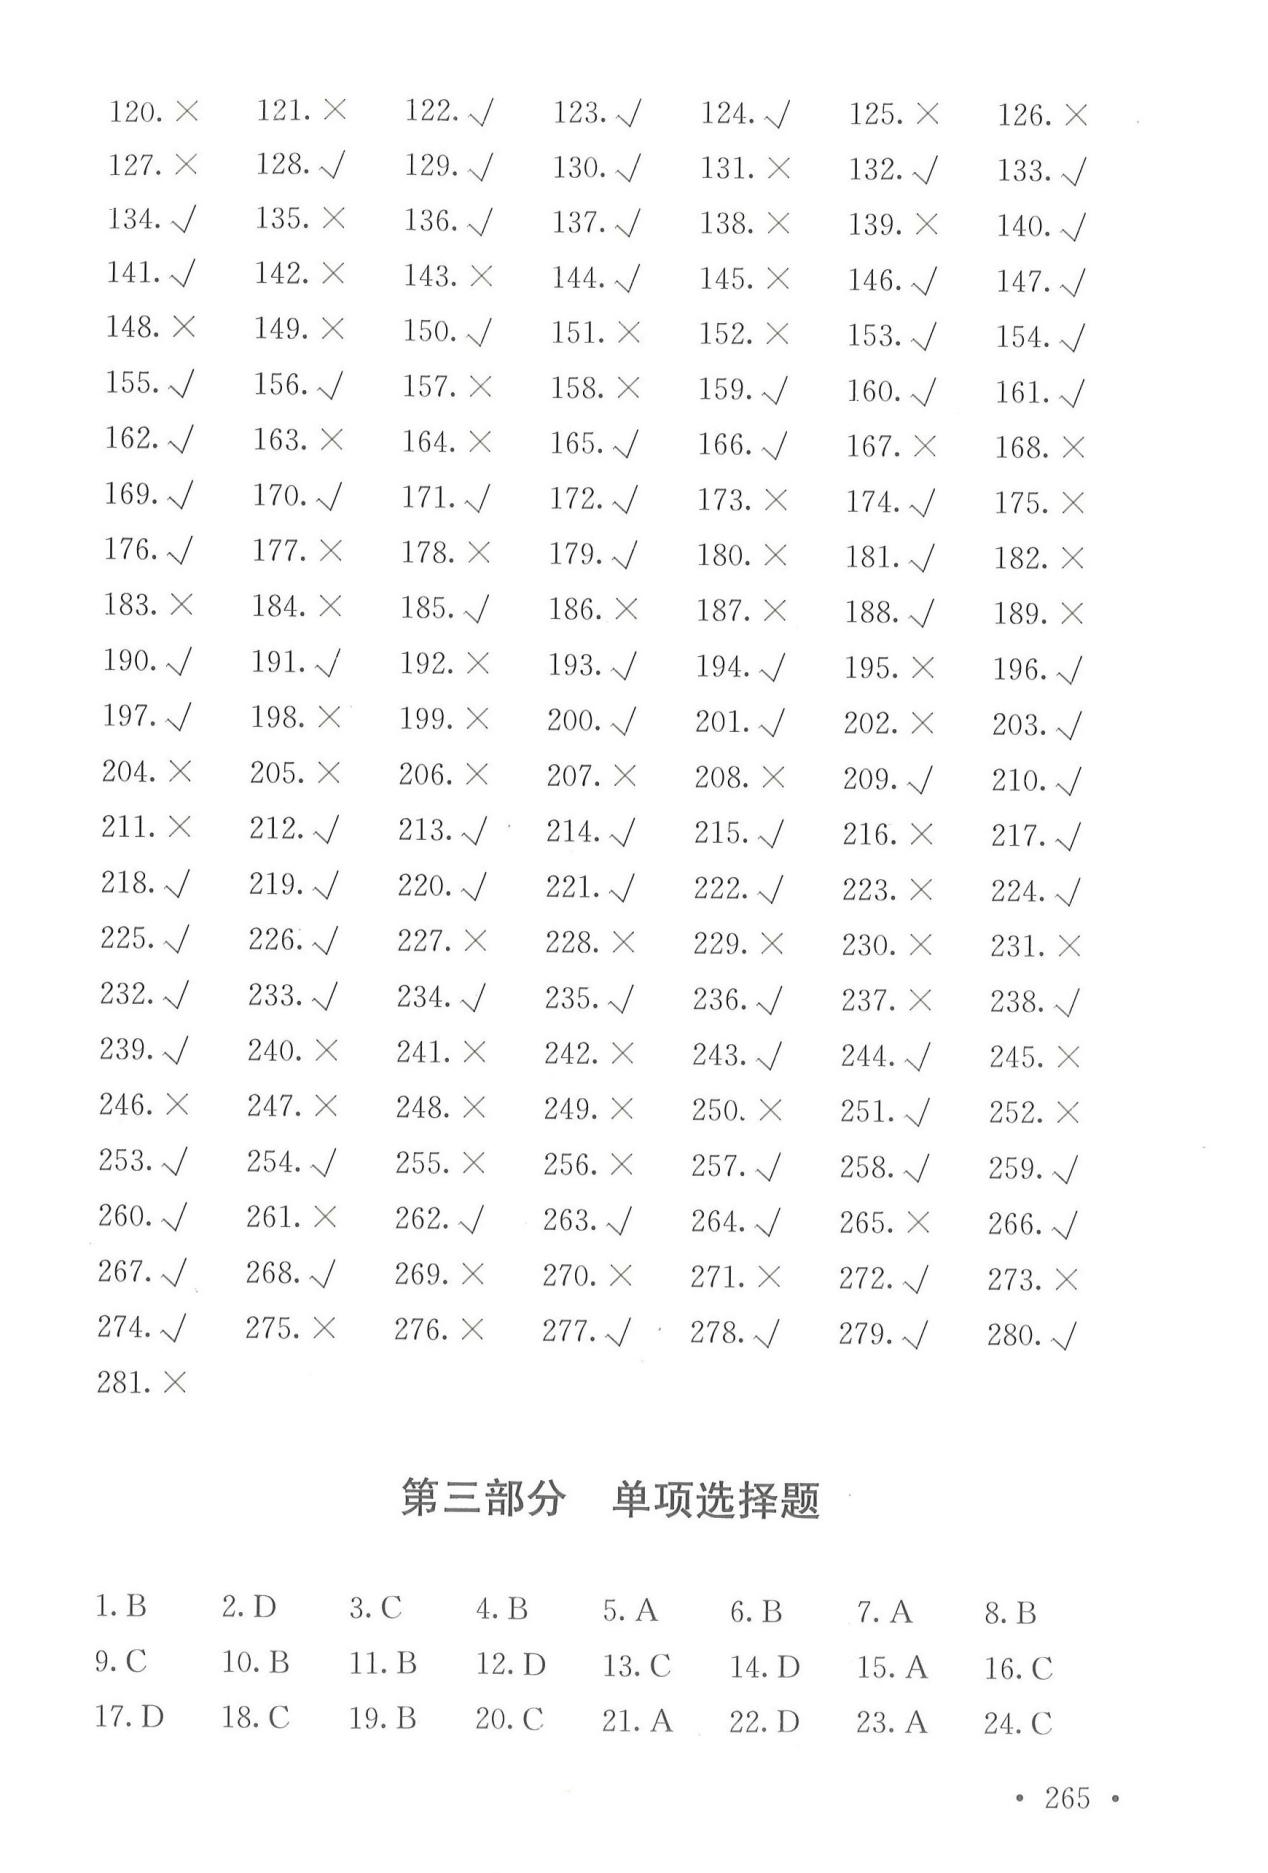 120. × 121. × 122. √ 123. √ 124. √ 125. × 126. ×
127. × 128. √ 129. √ 130. √ 131. × 132. √ 133. √
134. √ 135. × 136. √ 137. √ 138. × 139. × 140. √
141. √ 142. × 143. × 144. √ 145. × 146. √ 147. √
148. × 149. × 150. √ 151. × 152. × 153. √ 154. √
155. √ 156. √ 157. × 158. × 159. √ 160. √ 161. √
162. √ 163. × 164. × 165. √ 166. √ 167. × 168. ×
169. √ 170. √ 171. √ 172. √ 173. × 174. √ 175. ×
176. √ 177. × 178. × 179. √ 180. × 181. √ 182. ×
183. × 184. × 185. √ 186. × 187. × 188. √ 189. ×
190. √ 191. √ 192. × 193. √ 194. √ 195. × 196. √
197. √ 198. × 199. × 200. √ 201. √ 202. × 203. √
204. × 205. × 206. × 207. × 208. × 209. √ 210. √
211. × 212. √ 213. √ 214. √ 215. √ 216. × 217. √
218. √ 219. √ 220. √ 221. √ 222. √ 223. × 224. √
225. √ 226. √ 227. × 228. × 229. × 230. × 231. ×
232. √ 233. √ 234. √ 235. √ 236. √ 237. × 238. √
239. √ 240. × 241. × 242. × 243. √ 244. √ 245. ×
246. × 247. × 248. × 249. × 250. × 251. √ 252. ×
253. √ 254. √ 255. × 256. × 257. √ 258. √ 259. √
260. √ 261. × 262. √ 263. √ 264. √ 265. × 266. √
267. √ 268. √ 269. × 270. × 271. × 272. √ 273. ×
274. √ 275. × 276. × 277. √ 278. √ 279. √ 280. √
281. ×
第三部分 单项选择题
1. B 2. D 3. C 4. B 5. A 6. B 7. A 8. B
9. C 10. B 11. B 12. D 13. C 14. D 15. A 16. C
17. D 18. C 19. B 20. C 21. A 22. D 23. A 24. C
• 265 •